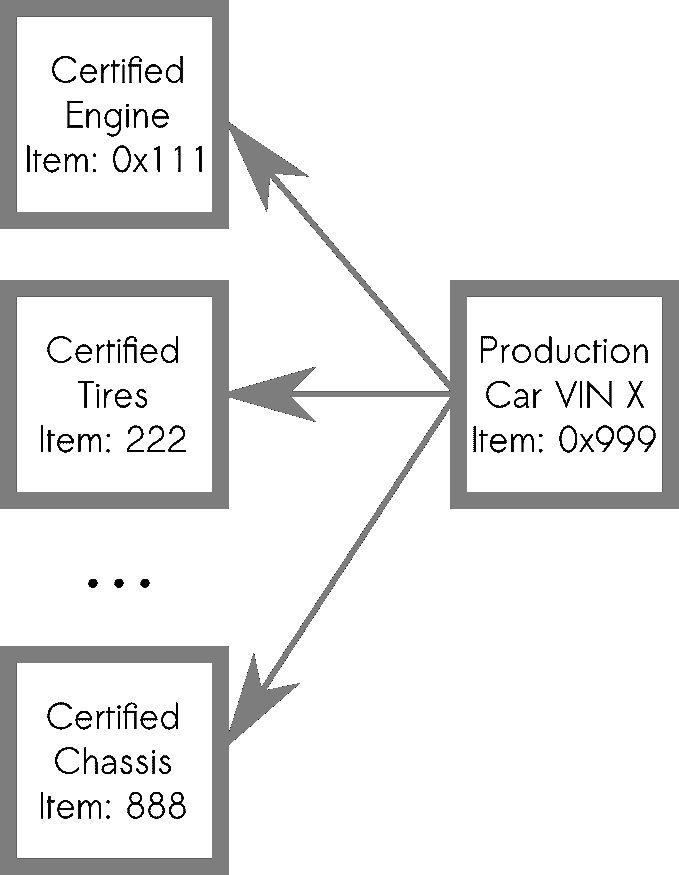 Certified
Engine
Item: 0x111
Certified
Tires
Item: 222
Production
Car VIN X
Item: 0x999
...
Certified
Chassis
Item: 888